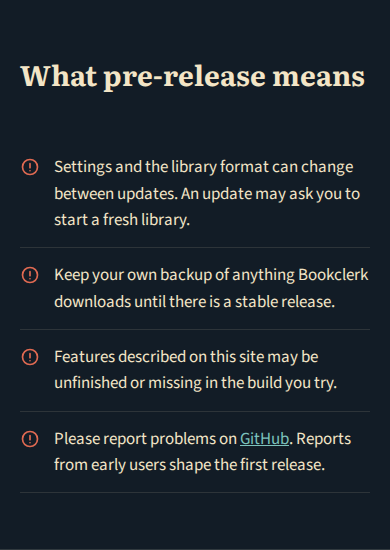 What pre-release means
Settings and the library format can change
between updates. An update may ask you to
start a fresh library.
Keep your own backup of anything Bookclerk
downloads until there is a stable release.
Features described on this site may be
unfinished or missing in the build you try.
Please report problems on GitHub. Reports
from early users shape the first release.